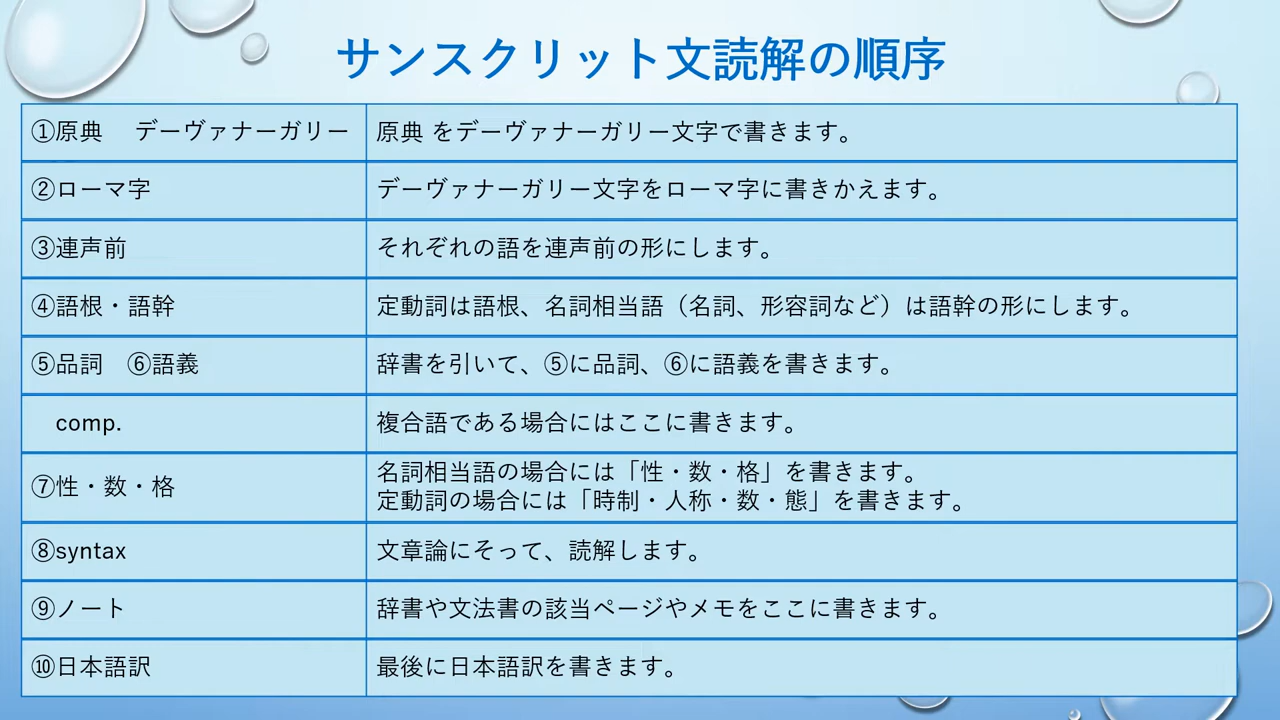 サンスクリット文読解の順序
①原典　デーヴァナーガリー
原典 をデーヴァナーガリー文字で書きます。
②ローマ字
デーヴァナーガリー文字をローマ字に書きかえます。
③連声前
それぞれの語を連声前の形にします。
④語根・語幹
定動詞は語根、名詞相当語（名詞、形容詞など）は語幹の形にします。
⑤品詞　⑥語義
辞書を引いて、⑤に品詞、⑥に語義を書きます。
comp.
複合語である場合にはここに書きます。
⑦性・数・格
名詞相当語の場合には「性・数・格」を書きます。
定動詞の場合には「時制・人称・数・態」を書きます。
⑧syntax
文章論にそって、読解します。
⑨ノート
辞書や文法書の該当ページやメモをここに書きます。
⑩日本語訳
最後に日本語訳を書きます。